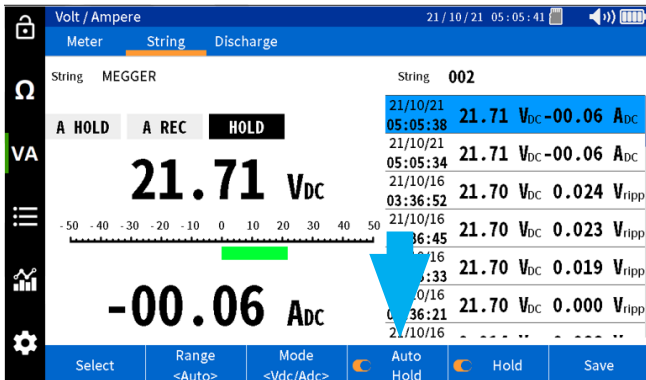 Volt / Ampere
21/10/21 05:05:41
Meter String Discharge
String MEGGER
String 002
A HOLD A REC HOLD
21.71 VDC
-50 -40 -30 -20 -10 0 10 20 30 40 50
-00.06 ADC
21/10/21
05:05:38
21.71 VDC -00.06 ADC
21/10/21
05:05:34
21.71 VDC -00.06 ADC
21/10/16
03:36:52
21.70 VDC 0.024 Vripp
21/10/16
21.70 VDC 0.023 Vripp
21.70 VDC 0.019 Vripp
21.70 VDC 0.000 Vripp
21/10/16
Ω
VA
Select
Range
<Auto>
Mode
<Vdc/Adc>
Auto
Hold
Hold
Save